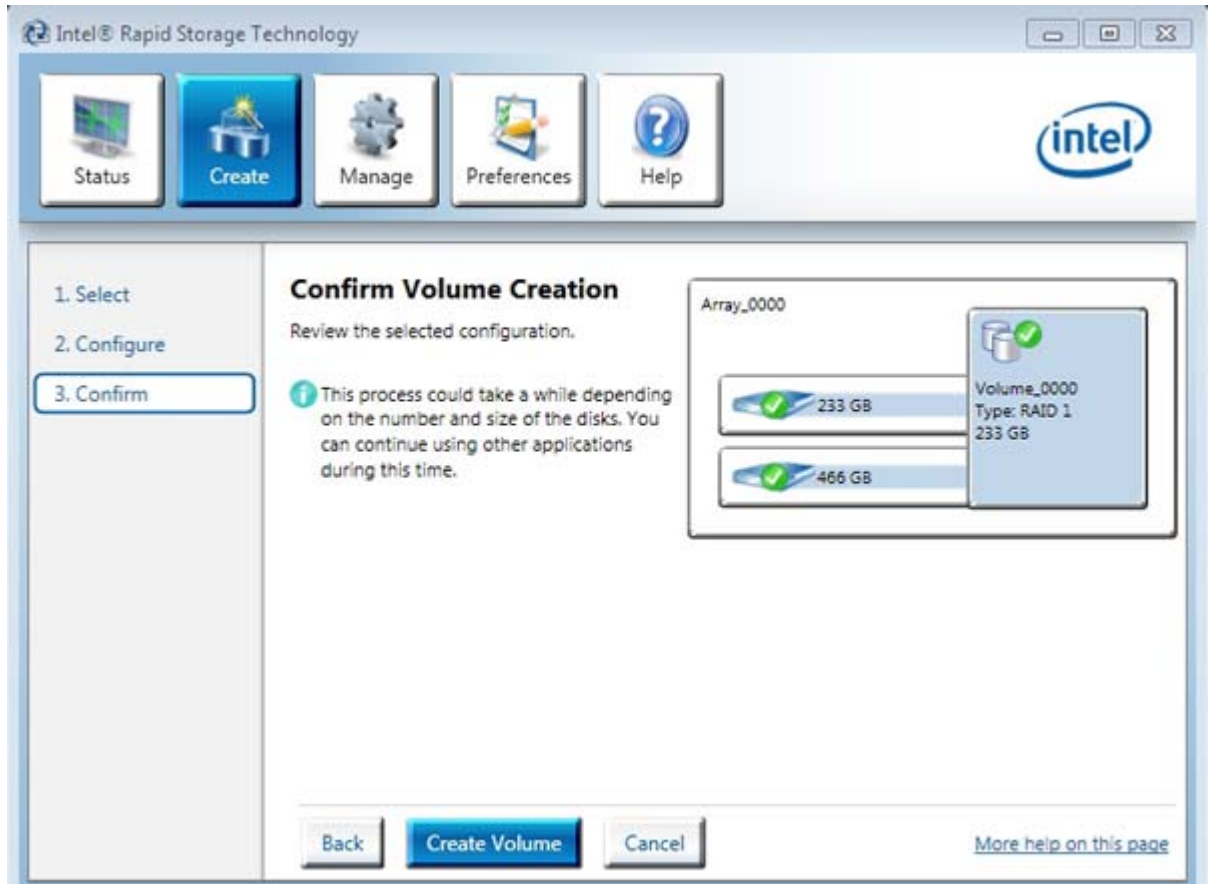 Intel® Rapid Storage Technology
Status
Create
Manage
Preferences
Help
intel
1. Select
2. Configure
3. Confirm
Confirm Volume Creation
Review the selected configuration.
This process could take a while depending
on the number and size of the disks. You
can continue using other applications
during this time.
Array_0000
233 GB
466 GB
Volume_0000
Type: RAID 1
233 GB
Back
Create Volume
Cancel
More help on this page